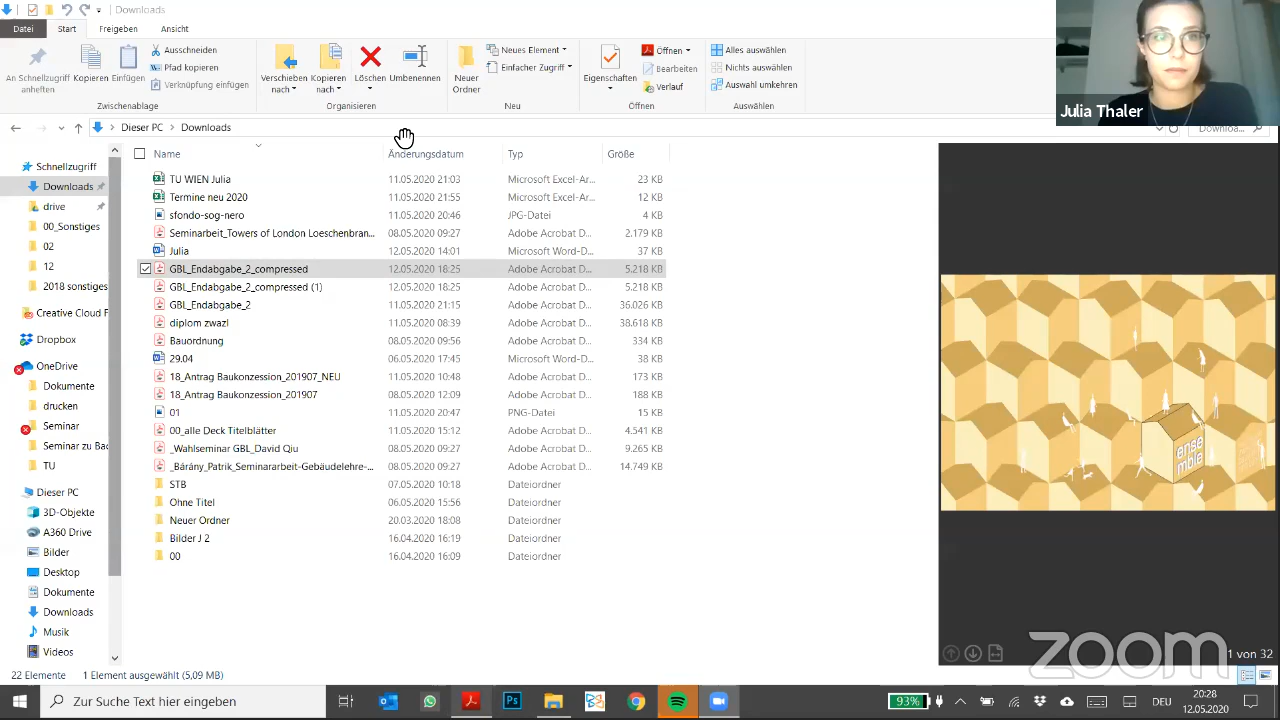 Downloads
Datei Start Freigeben Ansicht
An Schnellzugriff anheften
Kopieren
Einfügen
Ausschneiden
Pfad kopieren
Verknüpfung einfügen
Zwischenablage
Verschieben nach
Kopieren nach
Löschen
Umbenennen
Organisieren
Neuer Ordner
Neues Element
Einfacher Zugriff
Neu
Eigenschaften
Öffnen
Bearbeiten
Verlauf
Öffnen
Alles auswählen
Nichts auswählen
Auswahl umkehren
Auswählen
Julia Thaler
Dieser PC > Downloads
Downloa...
Schnellzugriff
Downloads
drive
00_Sonstiges
02
12
2018 sonstiges
Creative Cloud F
Dropbox
OneDrive
Dokumente
drucken
Seminar
Seminar zu Bac
TU
Dieser PC
3D-Objekte
A360 Drive
Bilder
Desktop
Dokumente
Downloads
Musik
Videos
Name Änderungsdatum Typ Größe
TU WIEN Julia 11.05.2020 21:03 Microsoft Excel-Ar... 23 KB
Termine neu 2020 11.05.2020 21:55 Microsoft Excel-Ar... 12 KB
sfondo-sog-nero 11.05.2020 20:46 JPG-Datei 4 KB
Seminarbeit_Towers of London Loeschenbran... 08.05.2020 09:27 Adobe Acrobat D... 2.179 KB
Julia 12.05.2020 14:01 Microsoft Word-D... 37 KB
GBL_Endabgabe_2_compressed 12.05.2020 18:25 Adobe Acrobat D... 5.218 KB
GBL_Endabgabe_2_compressed (1) 12.05.2020 18:25 Adobe Acrobat D... 5.218 KB
GBL_Endabgabe_2 11.05.2020 21:15 Adobe Acrobat D... 36.026 KB
diplom zwazl 11.05.2020 08:39 Adobe Acrobat D... 38.618 KB
Bauordnung 08.05.2020 09:56 Adobe Acrobat D... 334 KB
29.04 06.05.2020 17:45 Microsoft Word-D... 38 KB
18_Antrag Baukonzession_201907_NEU 11.05.2020 10:48 Adobe Acrobat D... 173 KB
18_Antrag Baukonzession_201907 08.05.2020 12:09 Adobe Acrobat D... 188 KB
01 11.05.2020 20:47 PNG-Datei 15 KB
00_alle Deck Titelblätter 11.05.2020 15:12 Adobe Acrobat D... 4.541 KB
_Wahlseminar GBL_David Qiu 08.05.2020 09:27 Adobe Acrobat D... 9.265 KB
_Bárány_Patrik_Seminararbeit-Gebäudelehre-... 08.05.2020 09:27 Adobe Acrobat D... 14.749 KB
STB 07.05.2020 10:18 Dateiordner
Ohne Titel 06.05.2020 15:56 Dateiordner
Neuer Ordner 20.03.2020 18:08 Dateiordner
Bilder J 2 16.04.2020 16:19 Dateiordner
00 16.04.2020 16:09 Dateiordner
ense
mble
zoom
1 von 32
22 Elemente 1 Element ausgewählt (5,09 MB)
Zur Suche Text hier eingeben
Ps
93%
DEU
20:28
12.05.2020